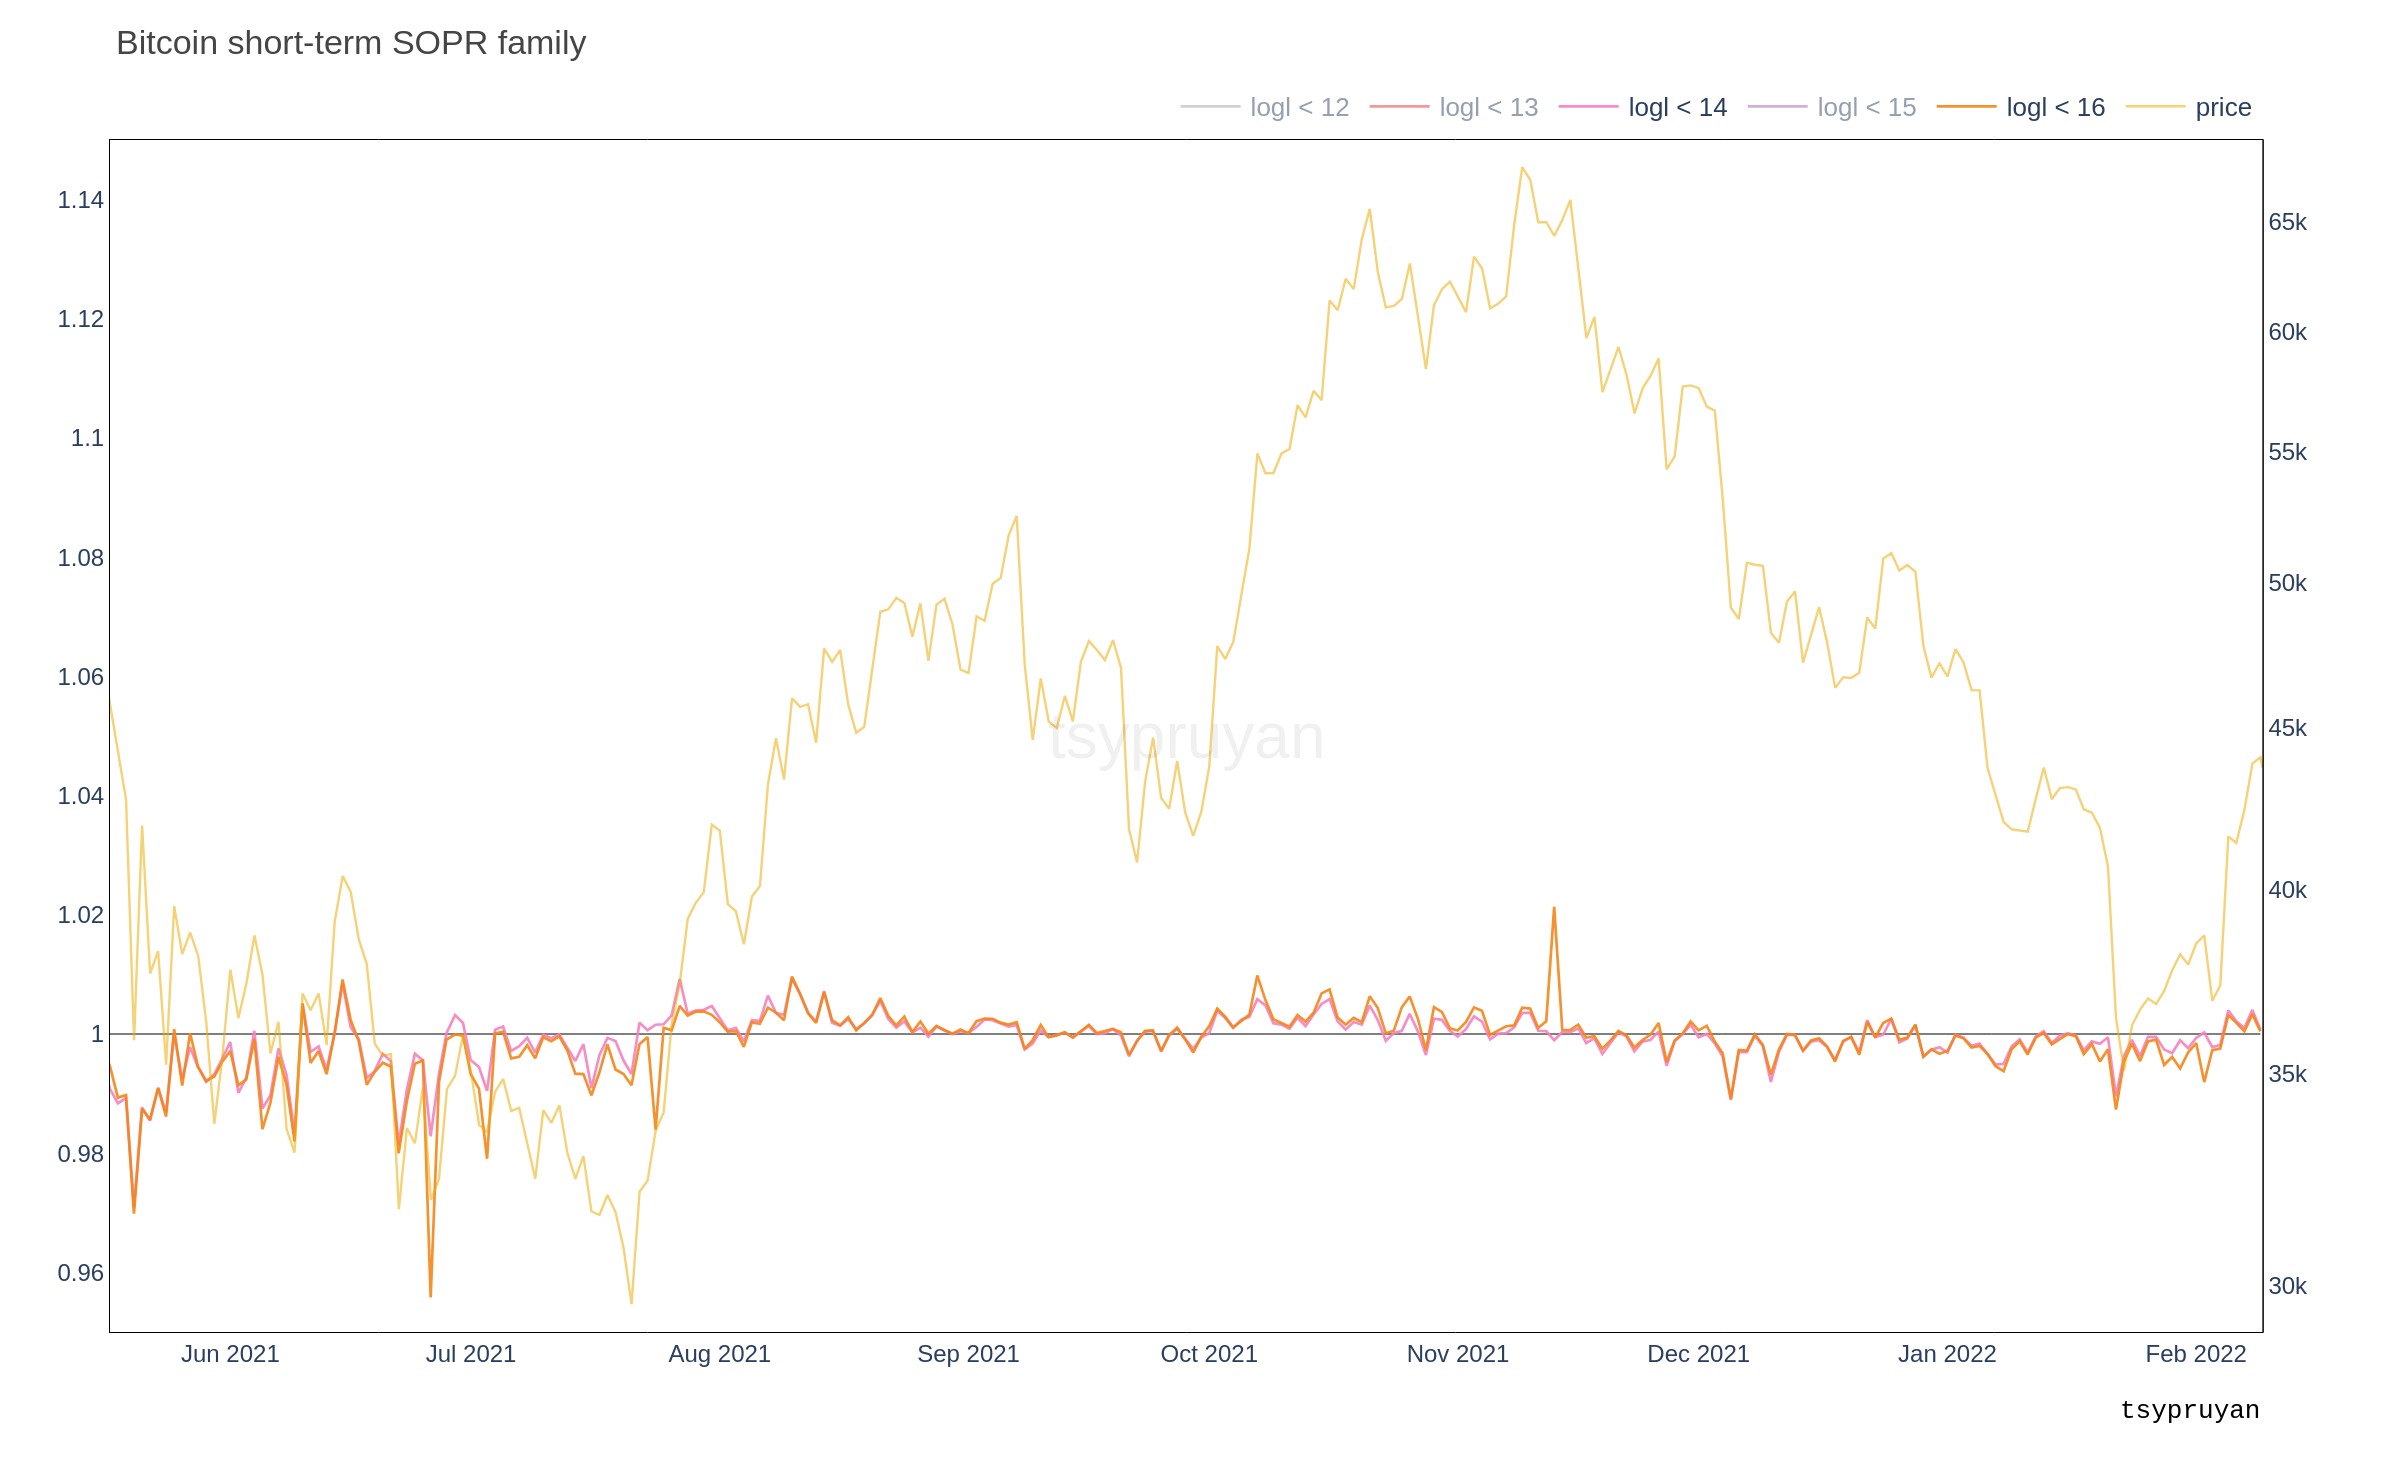 Bitcoin short-term SOPR family
logl < 12 logl < 13 logl < 14 logl < 15 logl < 16 price
1.14
1.12
1.1
1.08
1.06
1.04
1.02
1
0.98
0.96
65k
60k
55k
50k
45k
40k
35k
30k
tsypruyan
Jun 2021 Jul 2021 Aug 2021 Sep 2021 Oct 2021 Nov 2021 Dec 2021 Jan 2022 Feb 2022
tsypruyan